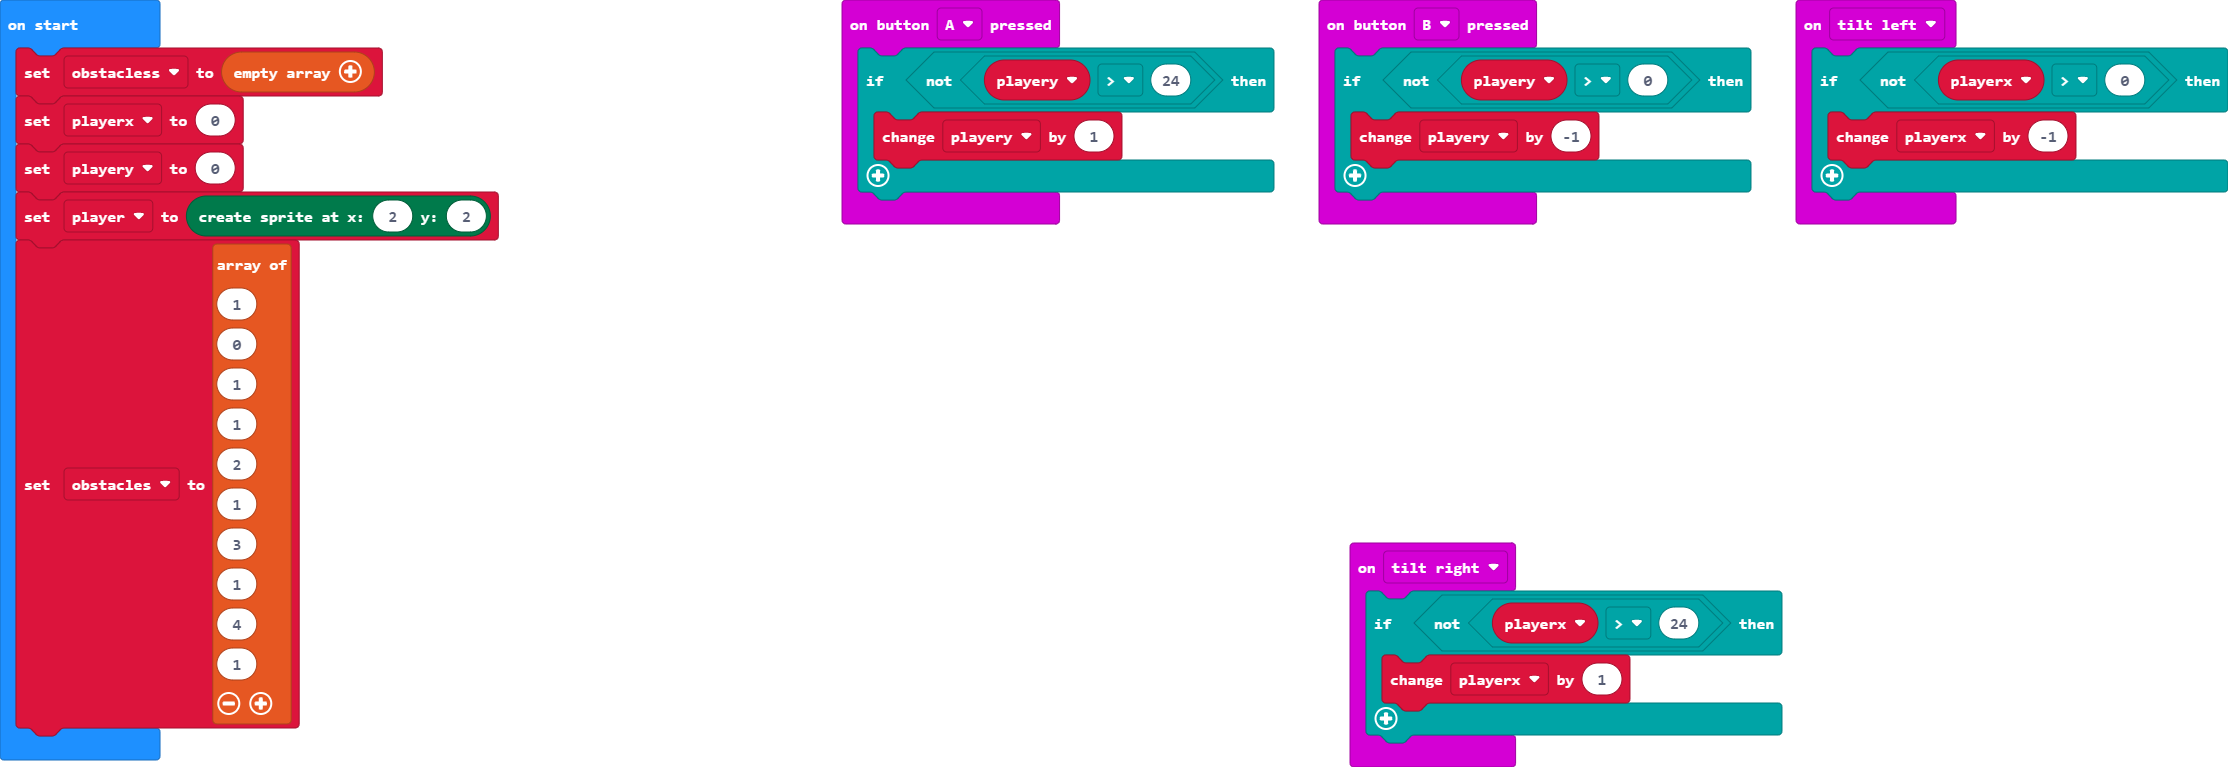 on start
set obstacless to empty array
set playerx to 0
set playery to 0
set player to create sprite at x: 2 y: 2
set obstacles to array of
1
0
1
1
2
1
3
1
4
1
on button A pressed
if not playery > 24 then
change playery by 1
on button B pressed
if not playery > 0 then
change playery by -1
on tilt left
if not playerx > 0 then
change playerx by -1
on tilt right
if not playerx > 24 then
change playerx by 1